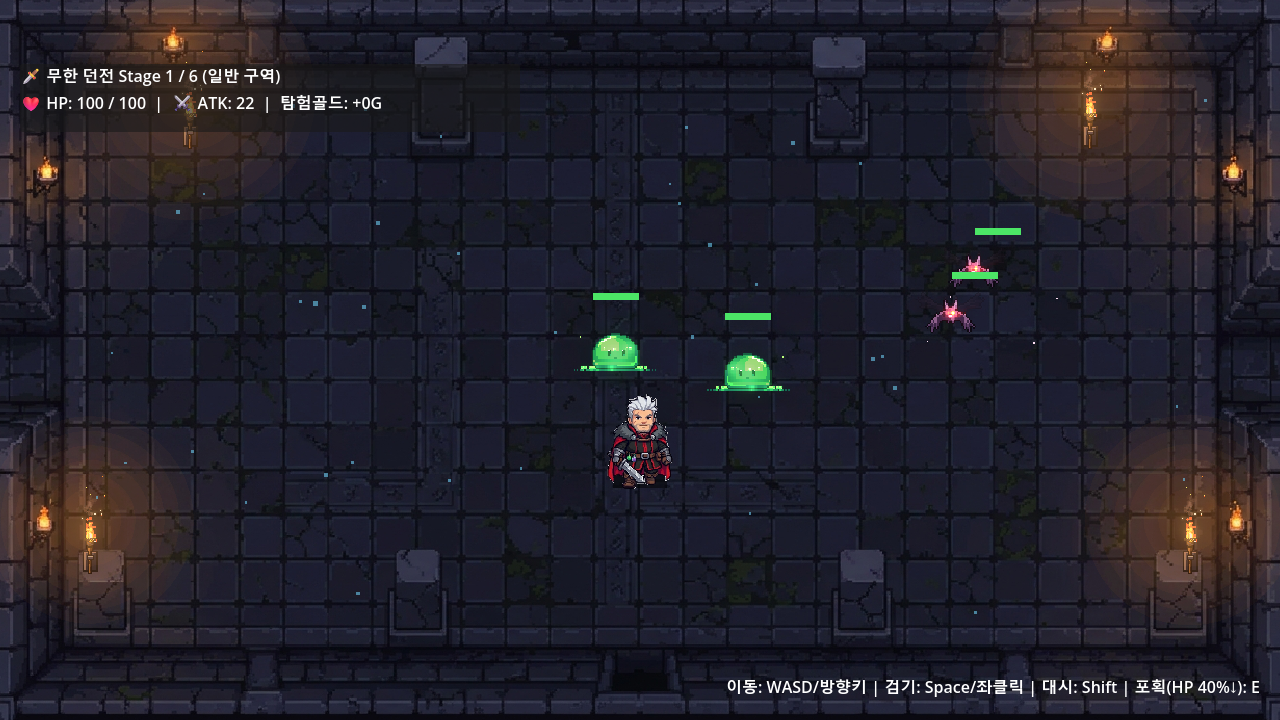 무한 던전 Stage 1 / 6 (일반 구역)
HP: 100 / 100 | ATK: 22 | 탐험골드: +0G
이동: WASD/방향키 | 검기: Space/좌클릭 | 대시: Shift | 포획(HP 40%↓): E